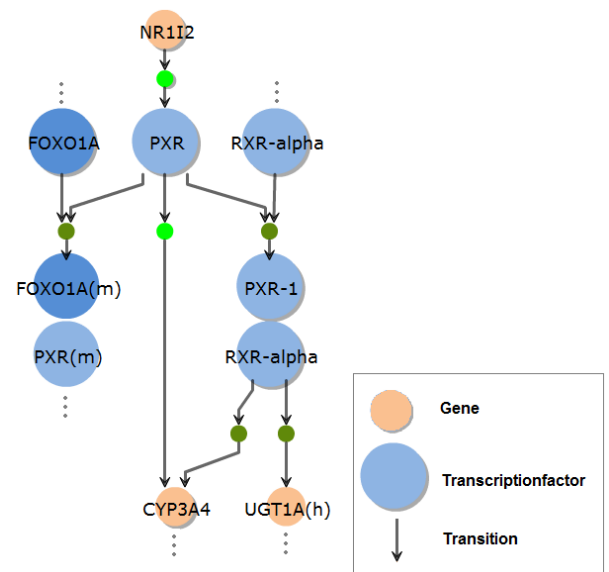 NR1I2
FOXO1A
PXR
RXR-alpha
FOXO1A(m)
PXR-1
PXR(m)
RXR-alpha
CYP3A4
UGT1A(h)
Gene
Transcriptionfactor
Transition